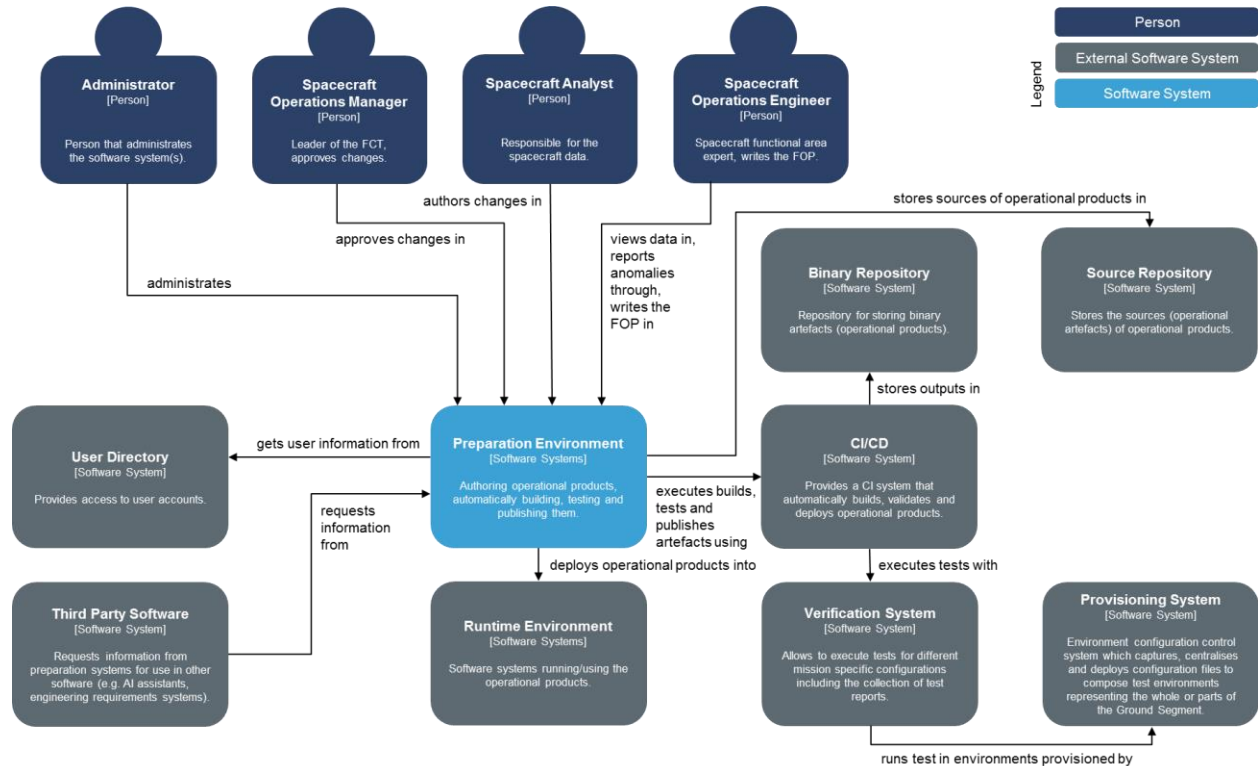 Administrator
[Person]
Person that administrates
the software system(s).
Spacecraft
Operations Manager
[Person]
Leader of the FCT,
approves changes.
Spacecraft Analyst
[Person]
Responsible for the
spacecraft data.
Spacecraft
Operations Engineer
[Person]
Spacecraft functional area
expert, writes the FOP.
Legend
Person
External Software System
Software System
administrates
approves changes in
authors changes in
views data in,
reports
anomalies
through,
writes the
FOP in
stores sources of operational products in
Binary Repository
[Software System]
Repository for storing binary
artefacts (operational products).
Source Repository
[Software System]
Stores the sources (operational
artefacts) of operational products.
stores outputs in
User Directory
[Software System]
Provides access to user accounts.
gets user information from
Preparation Environment
[Software Systems]
Authoring operational products,
automatically building, testing and
publishing them.
executes builds,
tests and
publishes
artefacts using
CI/CD
[Software System]
Provides a CI system that
automatically builds, validates and
deploys operational products.
requests
information
from
deploys operational products into
executes tests with
Third Party Software
[Software System]
Requests information from
preparation systems for use in other
software (e.g. AI assistants,
engineering requirements systems).
Runtime Environment
[Software Systems]
Software systems running/using the
operational products.
Verification System
[Software System]
Allows to execute tests for different
mission specific configurations
including the collection of test
reports.
Provisioning System
[Software System]
Environment configuration control
system which captures, centralises
and deploys configuration files to
compose test environments
representing the whole or parts of
the Ground Segment.
runs test in environments provisioned by